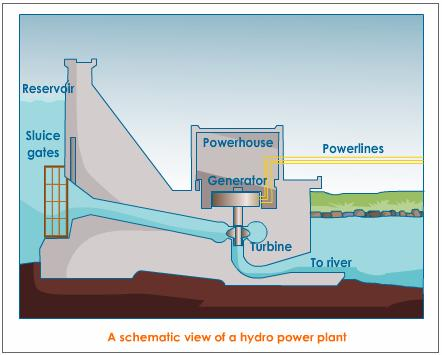 Reservoir
Sluice
gates
Powerhouse
Powerlines
Generator
Turbine
To river
A schematic view of a hydro power plant